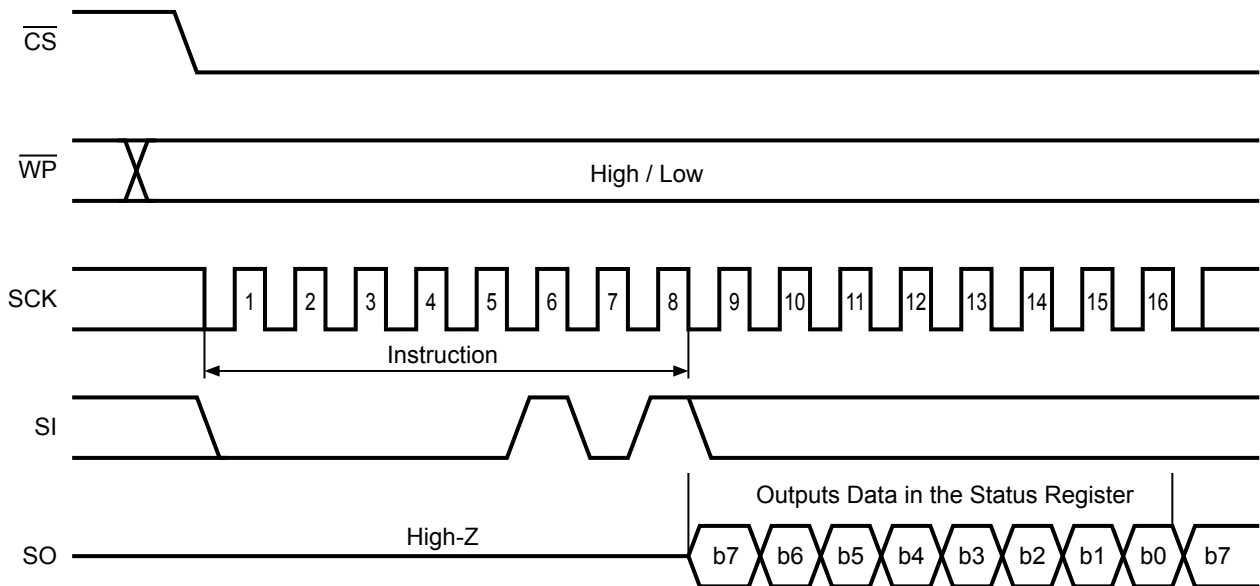 CS
WP
High / Low
SCK
1 2 3 4 5 6 7 8 9 10 11 12 13 14 15 16
Instruction
SI
Outputs Data in the Status Register
High-Z
SO
b7 b6 b5 b4 b3 b2 b1 b0 b7